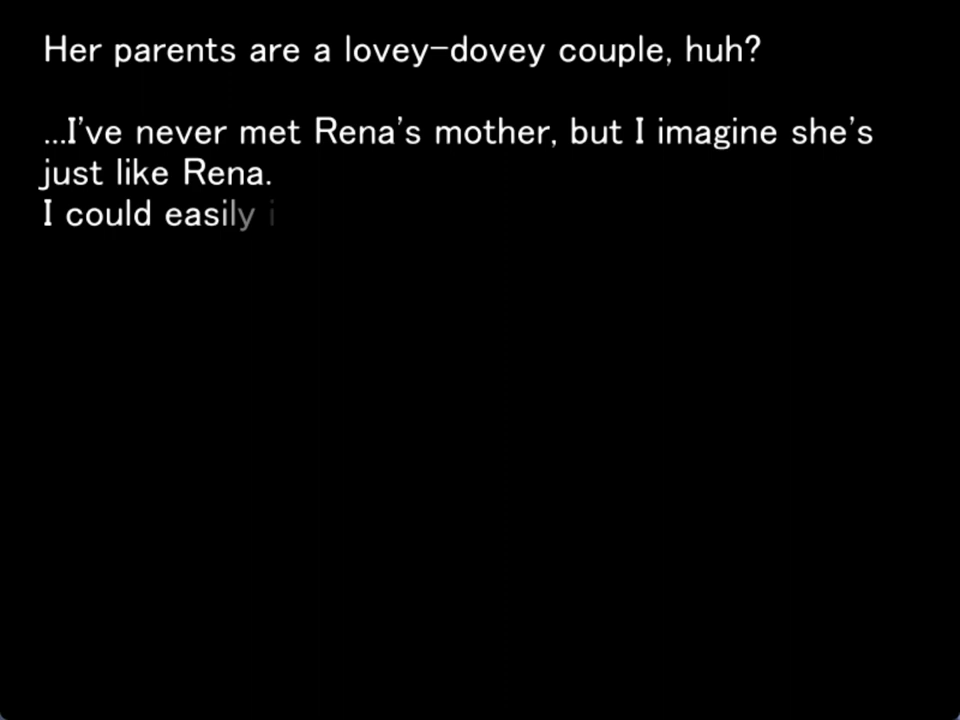 Her parents are a lovey-dovey couple, huh?
...I've never met Rena's mother, but I imagine she's
just like Rena.
I could easily i